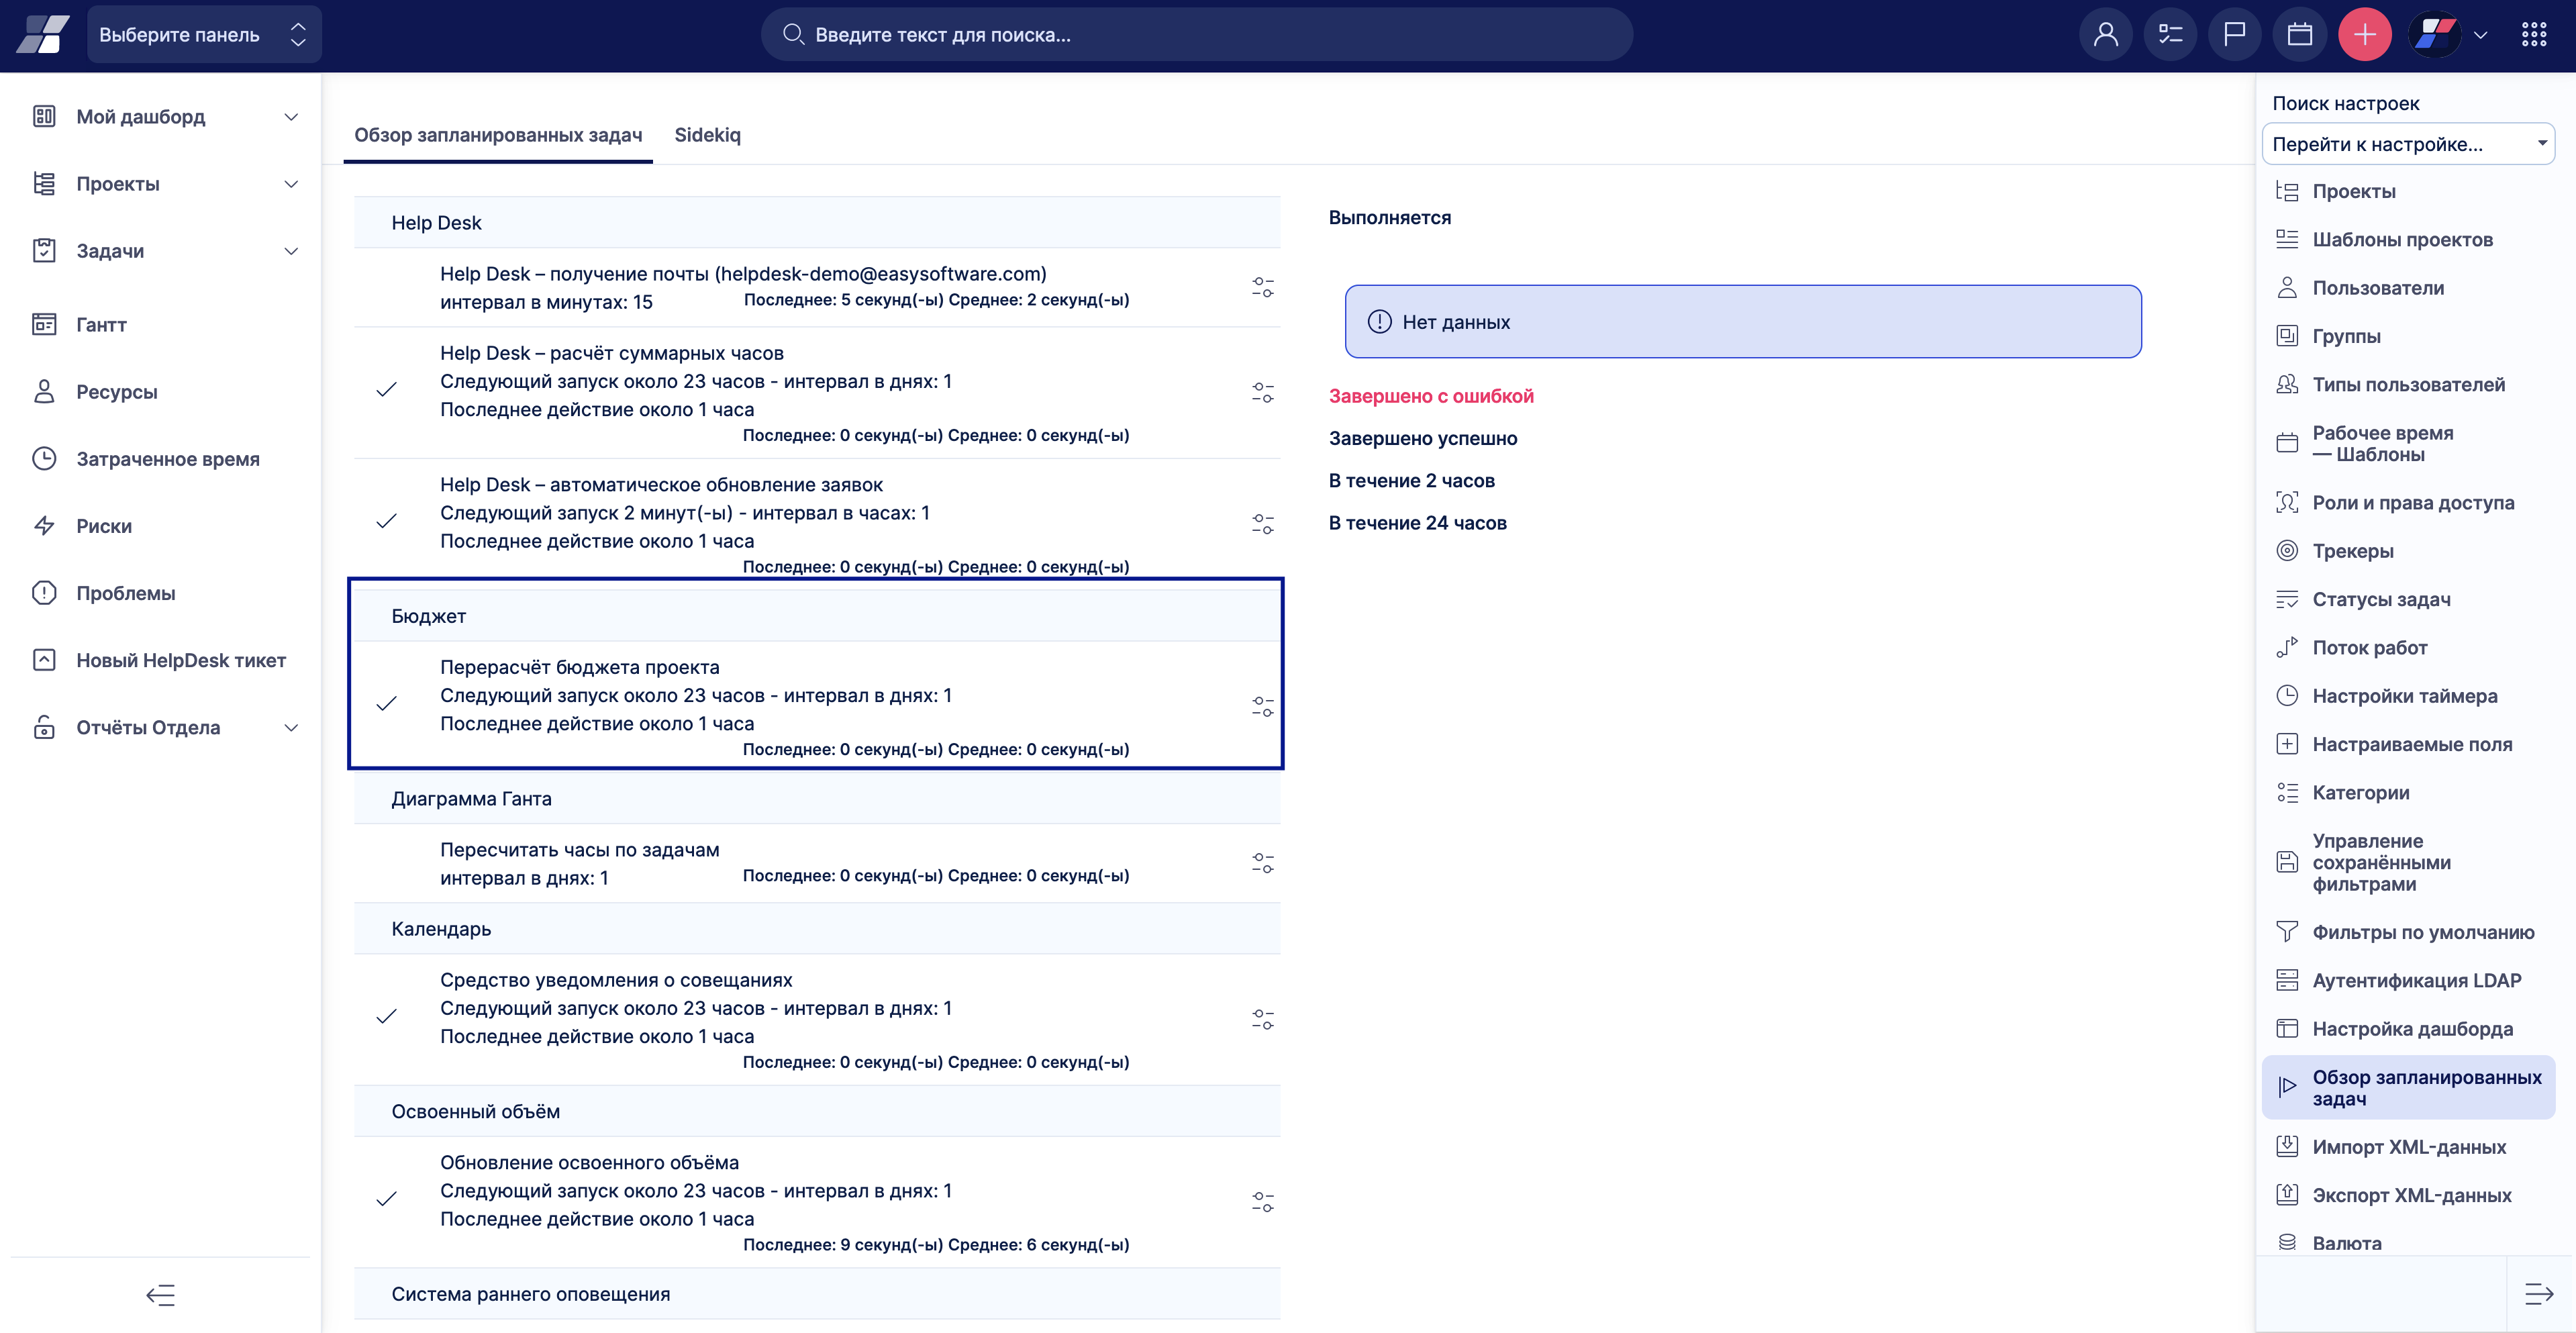 Выберите панель
Введите текст для поиска...
Мой дашборд
Проекты
Задачи
Гантт
Ресурсы
Затраченное время
Риски
Проблемы
Новый HelpDesk тикет
Отчёты Отдела
Обзор запланированных задач
Sidekiq
Help Desk
Help Desk – получение почты (helpdesk-demo@easysoftware.com)
интервал в минутах: 15
Последнее: 5 секунд(-ы) Среднее: 2 секунд(-ы)
Help Desk – расчёт суммарных часов
Следующий запуск около 23 часов - интервал в днях: 1
Последнее действие около 1 часа
Последнее: 0 секунд(-ы) Среднее: 0 секунд(-ы)
Help Desk – автоматическое обновление заявок
Следующий запуск 2 минут(-ы) - интервал в часах: 1
Последнее действие около 1 часа
Последнее: 0 секунд(-ы) Среднее: 0 секунд(-ы)
Бюджет
Перерасчёт бюджета проекта
Следующий запуск около 23 часов - интервал в днях: 1
Последнее действие около 1 часа
Последнее: 0 секунд(-ы) Среднее: 0 секунд(-ы)
Диаграмма Ганта
Пересчитать часы по задачам
интервал в днях: 1
Последнее: 0 секунд(-ы) Среднее: 0 секунд(-ы)
Календарь
Средство уведомления о совещаниях
Следующий запуск около 23 часов - интервал в днях: 1
Последнее действие около 1 часа
Последнее: 0 секунд(-ы) Среднее: 0 секунд(-ы)
Освоенный объём
Обновление освоенного объёма
Следующий запуск около 23 часов - интервал в днях: 1
Последнее действие около 1 часа
Последнее: 9 секунд(-ы) Среднее: 6 секунд(-ы)
Система раннего оповещения
Выполняется
Нет данных
Завершено с ошибкой
Завершено успешно
В течение 2 часов
В течение 24 часов
Поиск настроек
Перейти к настройке...
Проекты
Шаблоны проектов
Пользователи
Группы
Типы пользователей
Рабочее время
— Шаблоны
Роли и права доступа
Трекеры
Статусы задач
Поток работ
Настройки таймера
Настраиваемые поля
Категории
Управление
сохранёнными
фильтрами
Фильтры по умолчанию
Аутентификация LDAP
Настройка дашборда
Обзор запланированных
задач
Импорт XML-данных
Экспорт XML-данных
Валюта